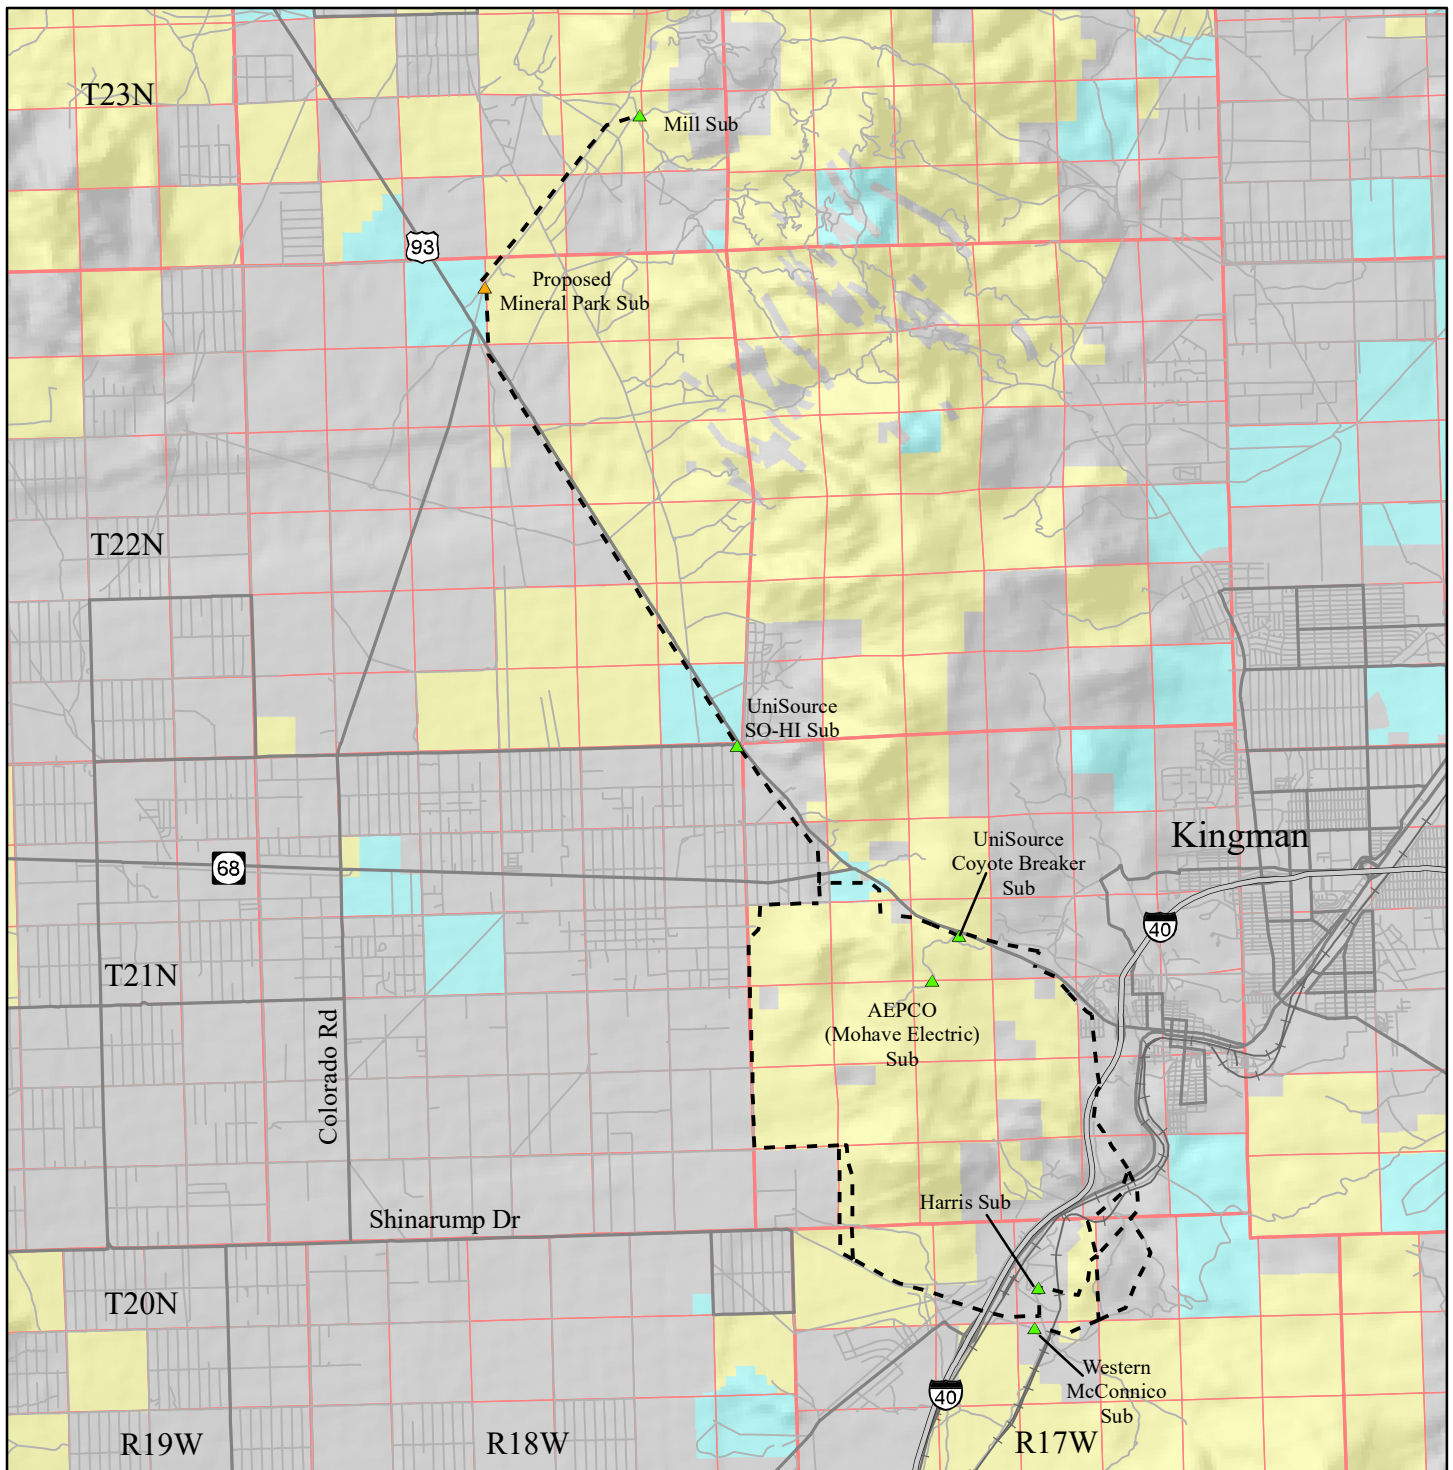 T23N
Mill Sub
93
Proposed
Mineral Park Sub
T22N
UniSource
SO-HI Sub
Kingman
UniSource
Coyote Breaker
Sub
68
40
T21N
AEPCO
(Mohave Electric)
Sub
Colorado Rd
Harris Sub
Shinarump Dr
T20N
Western
McConnico
Sub
40
R19W
R18W
R17W